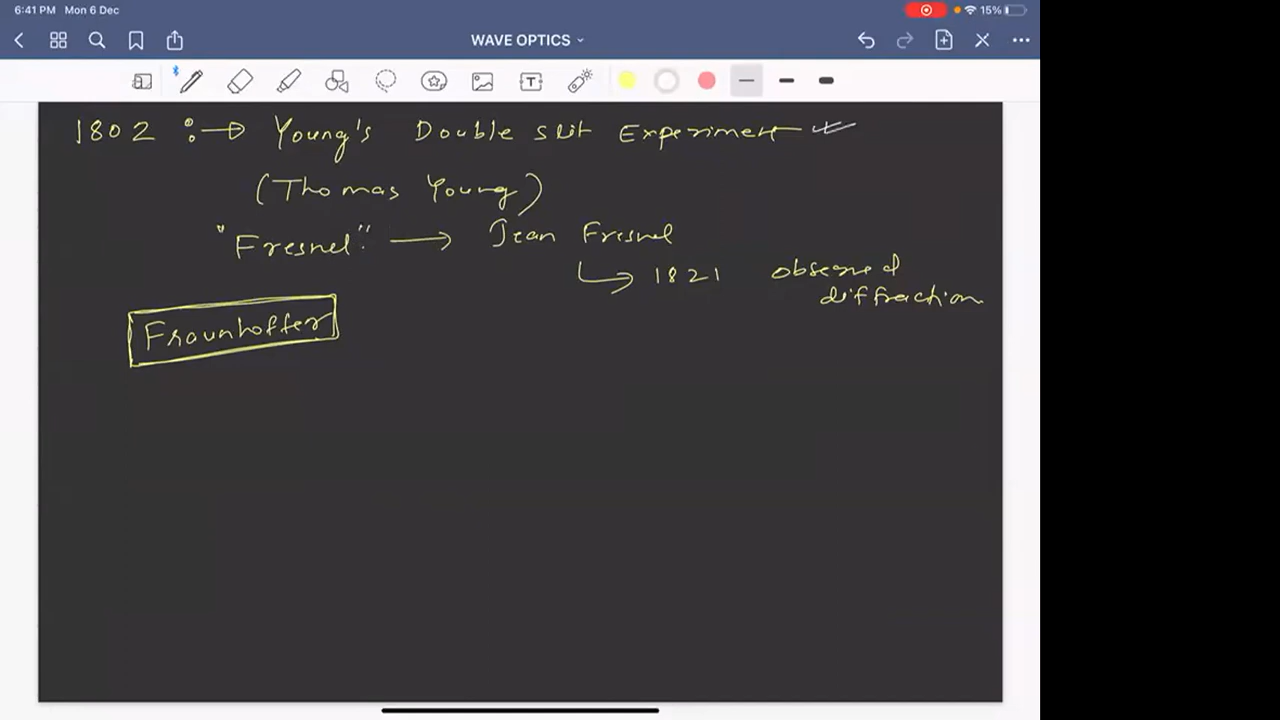 6:41 PM Mon 6 Dec
15%
WAVE OPTICS
T
1802 :→ Young's Double slit Experiment
(Thomas Young)
"Fresnel" → Jean Fresnel
1821 observed
diffraction
Fraunhoffer